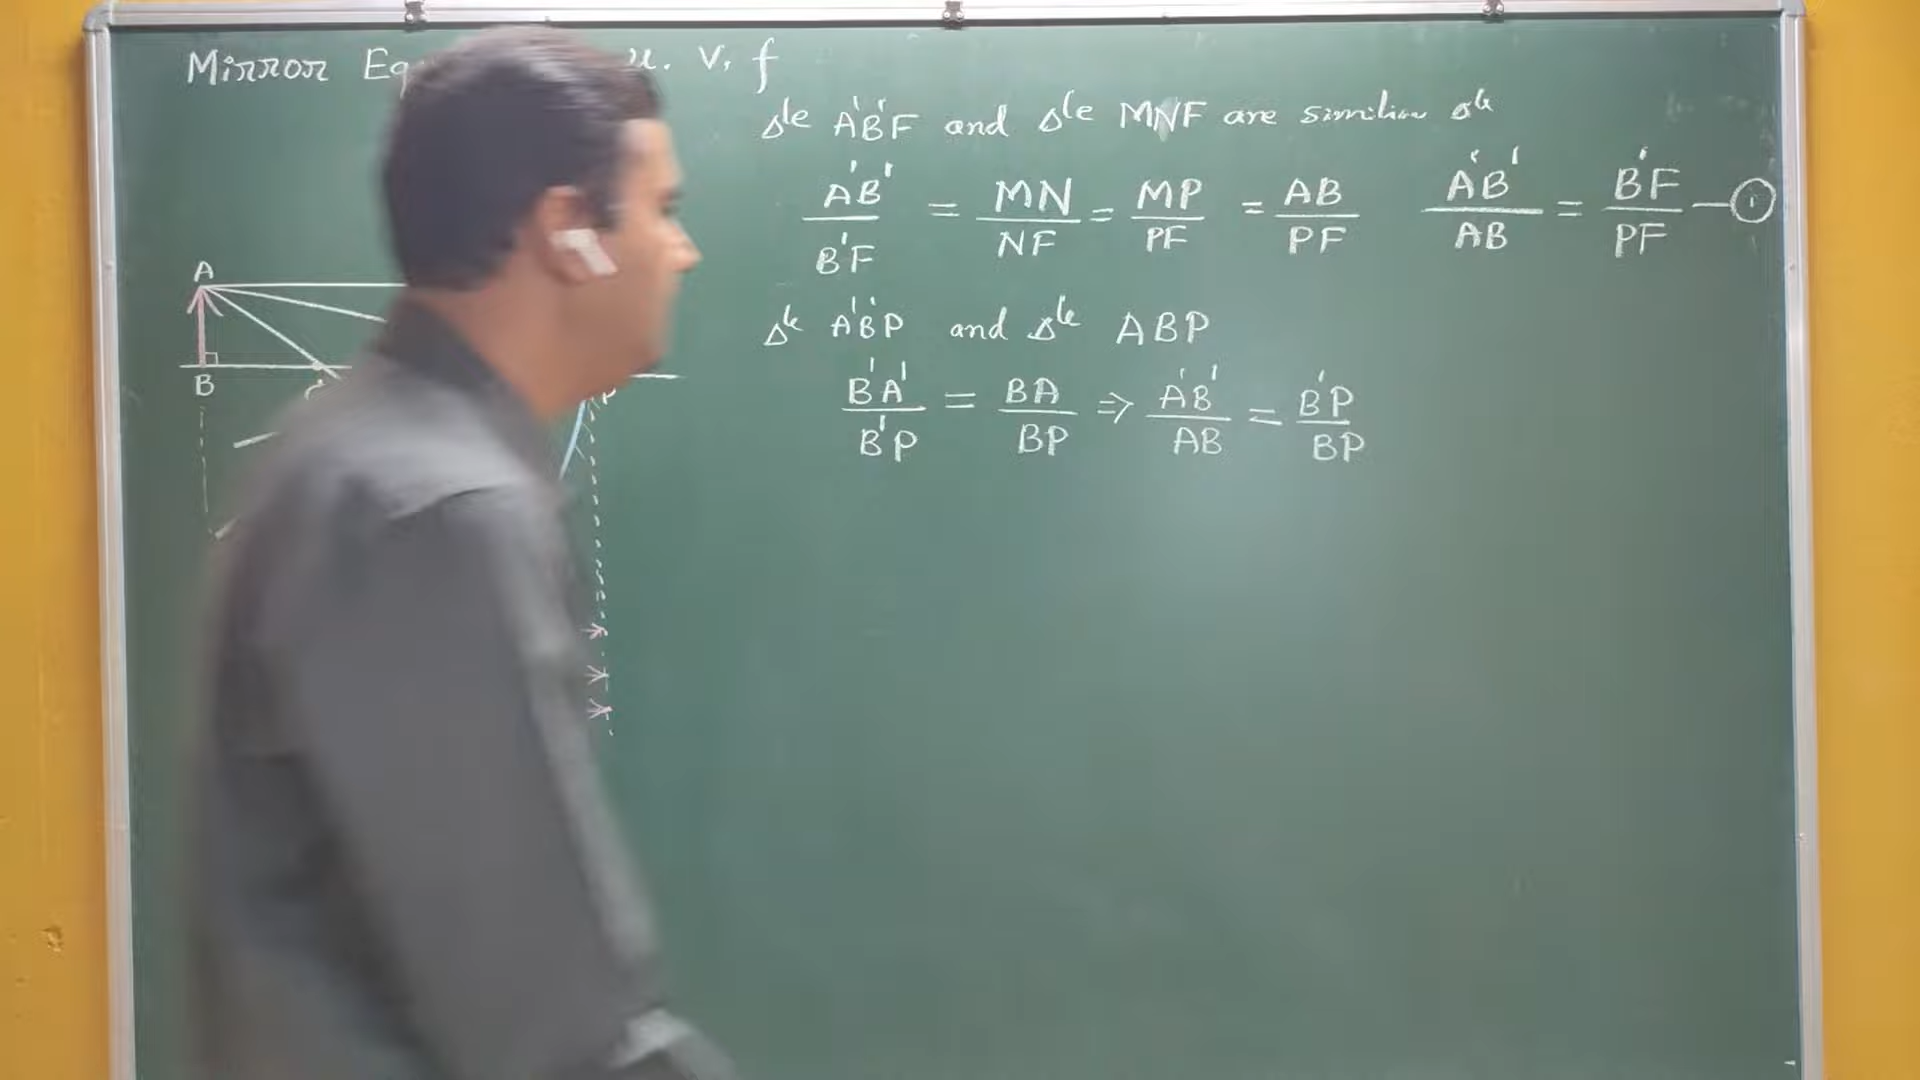 Mirror Eq u. v, f
Δle A'B'F and Δle MNF are similar Δle
A'B'/B'F = MN/NF = MP/PF = AB/PF A'B'/AB = B'F/PF — ①
Δle A'B'P and Δle ABP
B'A'/B'P = BA/BP ⇒ A'B'/AB = B'P/BP
A
B
P